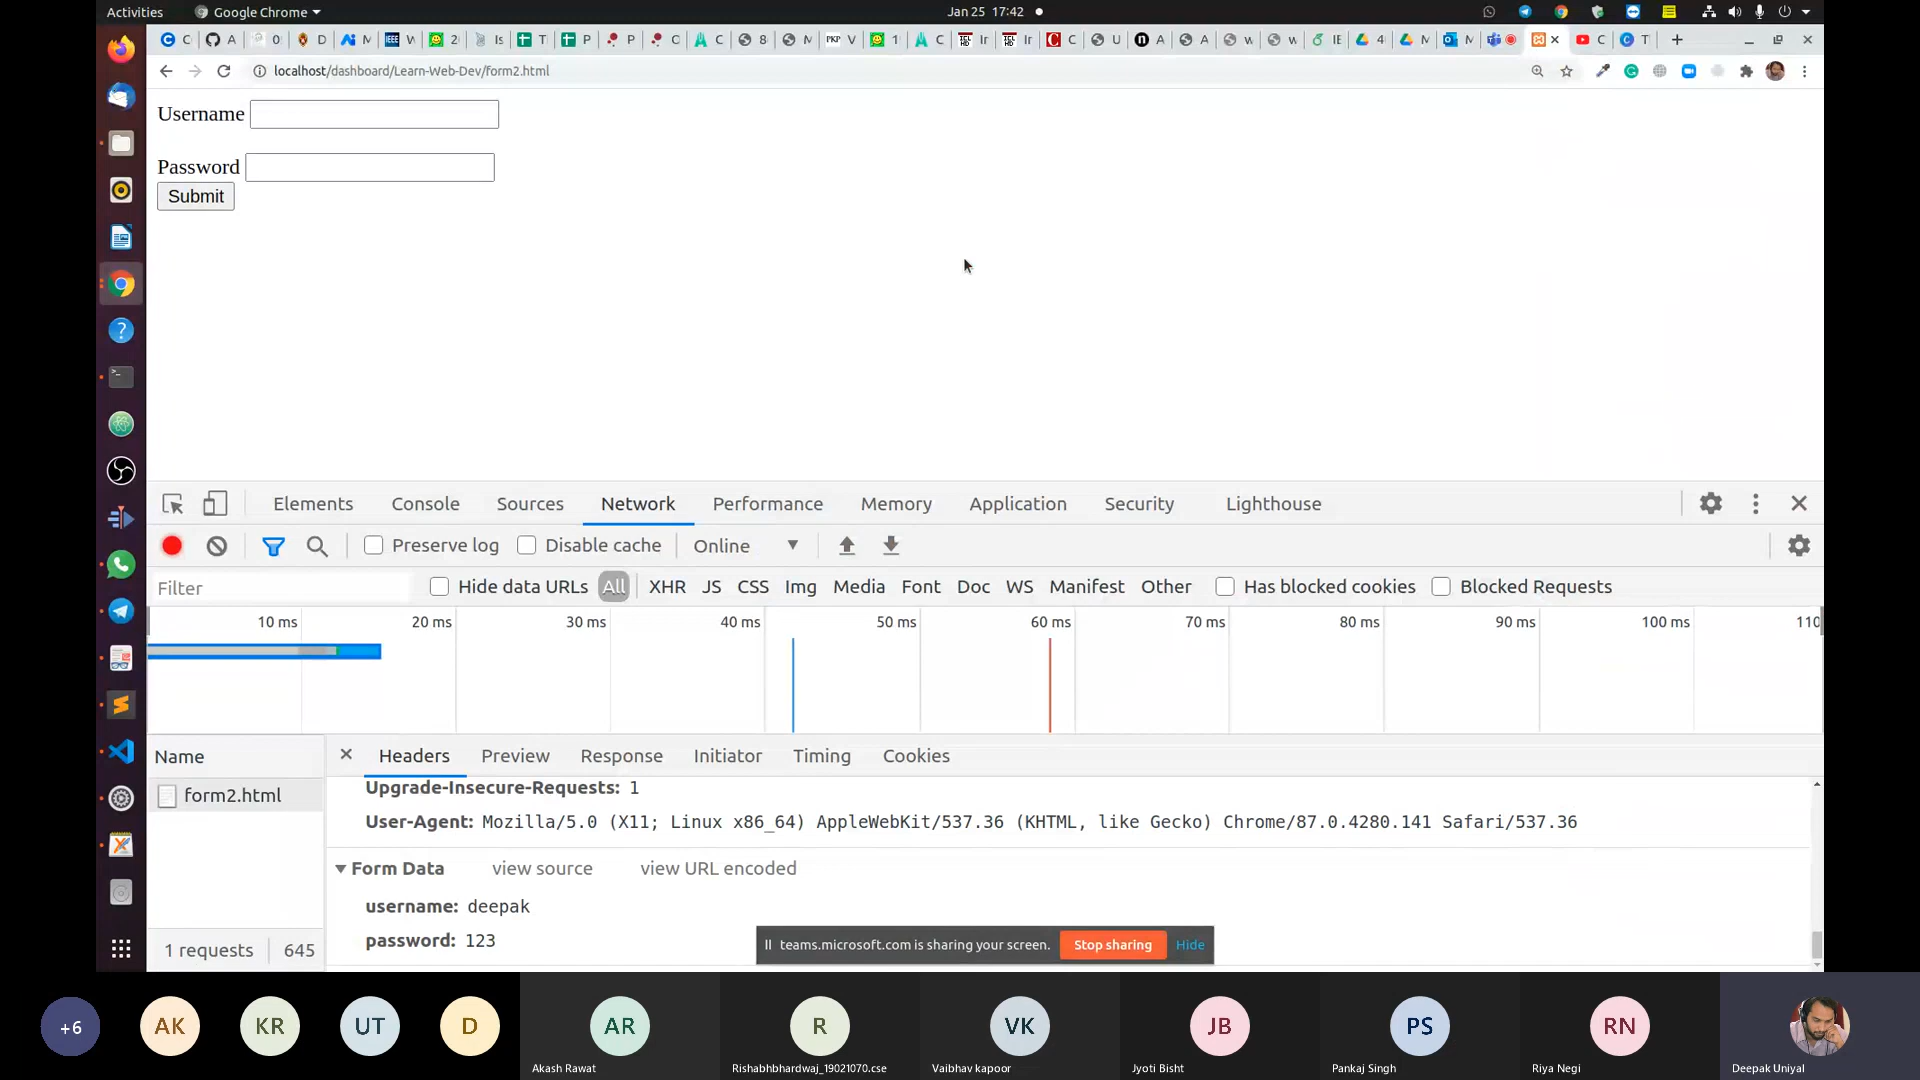 Activities
Google Chrome
Jan 25 17:42
localhost/dashboard/Learn-Web-Dev/form2.html
Username
Password
Submit
Elements
Console
Sources
Network
Performance
Memory
Application
Security
Lighthouse
Preserve log
Disable cache
Online
Filter
Hide data URLs
All
XHR
JS
CSS
Img
Media
Font
Doc
WS
Manifest
Other
Has blocked cookies
Blocked Requests
10 ms
20 ms
30 ms
40 ms
50 ms
60 ms
70 ms
80 ms
90 ms
100 ms
110
Name
Headers
Preview
Response
Initiator
Timing
Cookies
form2.html
Upgrade-Insecure-Requests: 1
User-Agent: Mozilla/5.0 (X11; Linux x86_64) AppleWebKit/537.36 (KHTML, like Gecko) Chrome/87.0.4280.141 Safari/537.36
Form Data
view source
view URL encoded
username: deepak
password: 123
1 requests
645
teams.microsoft.com is sharing your screen.
Stop sharing
Hide
+6
AK
KR
UT
D
AR
R
VK
JB
PS
RN
Akash Rawat
Rishabhbhardwaj_19021070.cse
Vaibhav kapoor
Jyoti Bisht
Pankaj Singh
Riya Negi
Deepak Uniyal